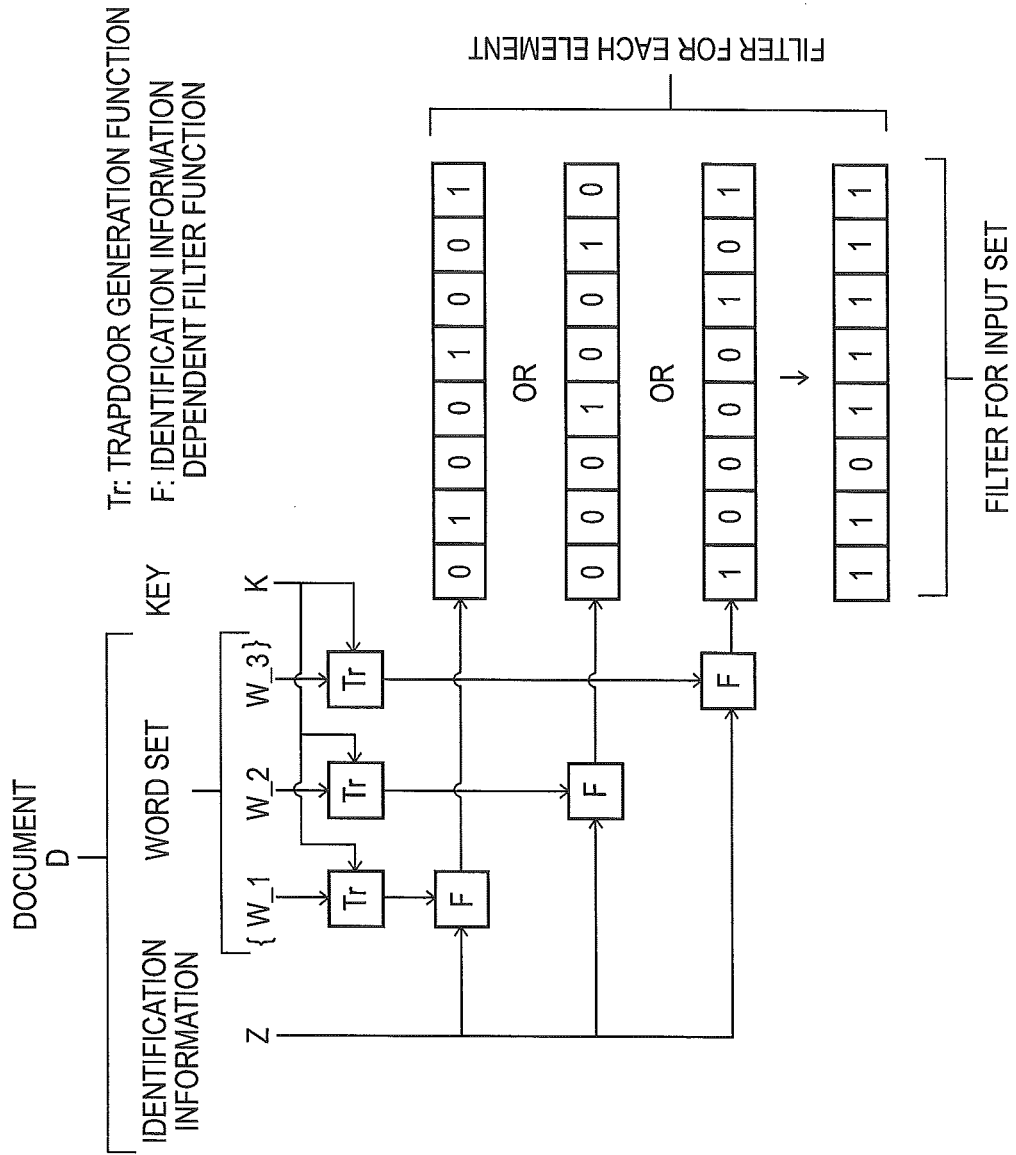 DOCUMENT
D
IDENTIFICATION
INFORMATION
WORD SET
KEY
Z
{ W_1
W_2
W_3 }
K
Tr: TRAPDOOR GENERATION FUNCTION
F: IDENTIFICATION INFORMATION
DEPENDENT FILTER FUNCTION
Tr
Tr
Tr
F
0 1 0 0 1 0 0 1
OR
F
0 0 0 1 0 0 1 0
OR
F
1 0 0 0 0 1 0 1
1 1 0 1 1 1 1 1
FILTER FOR EACH ELEMENT
FILTER FOR INPUT SET